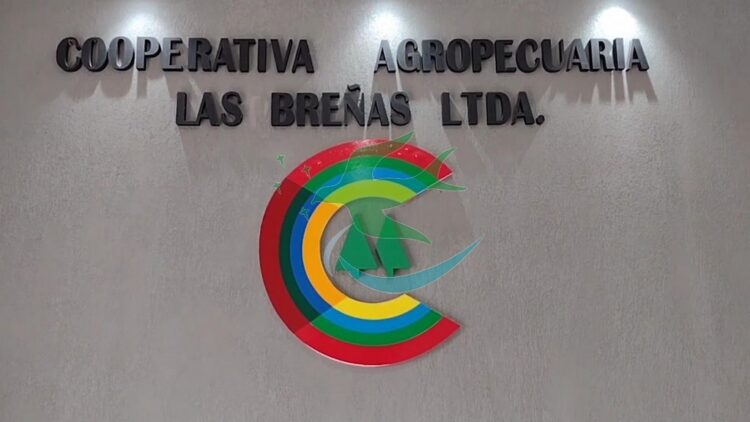 COOPERATIVA AGROPECUARIA
LAS BREÑAS LTDA.